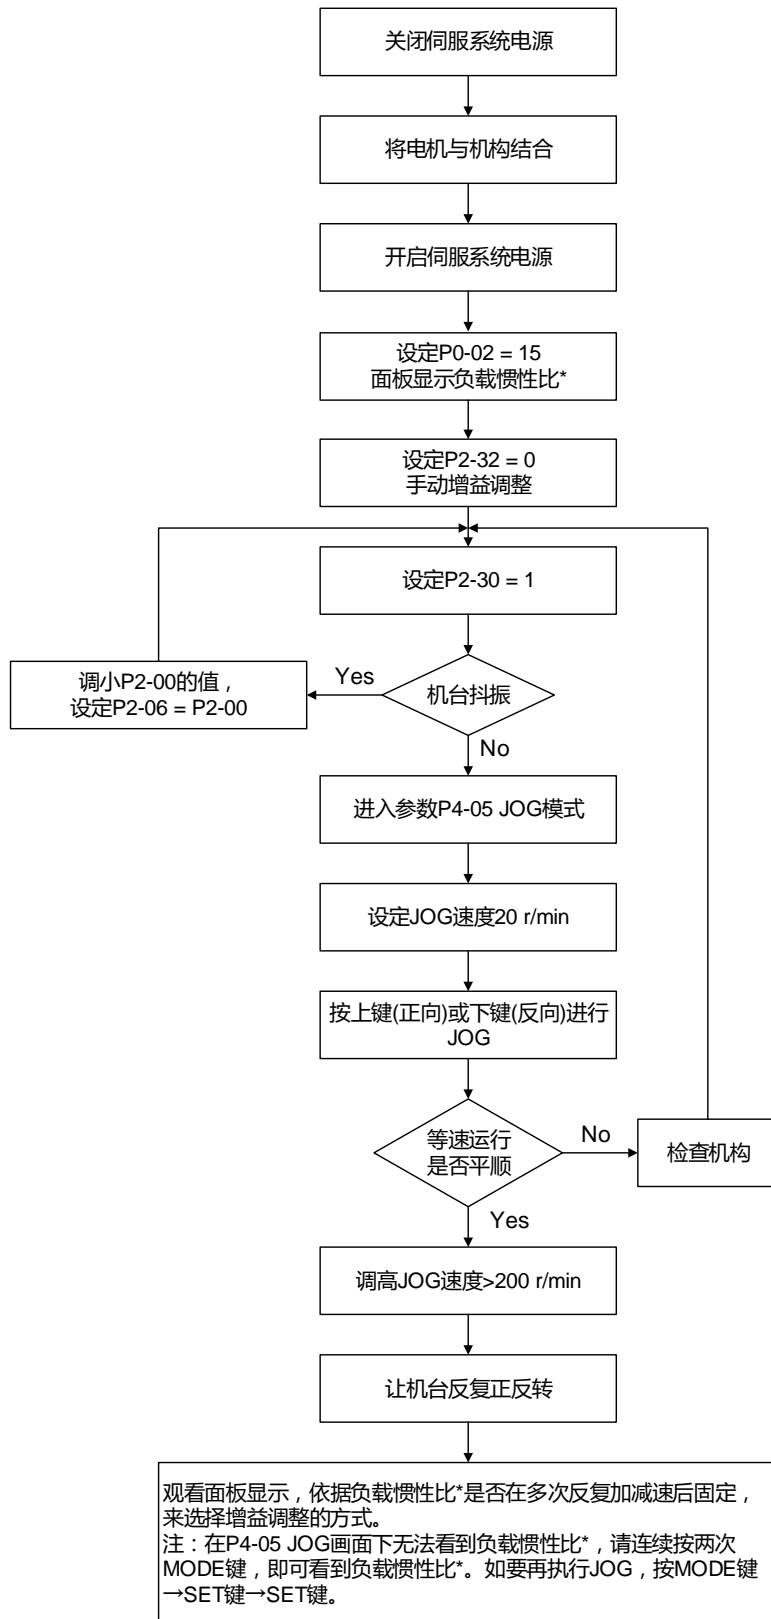 关闭伺服系统电源
将电机与机构结合
开启伺服系统电源
设定P0-02 = 15
面板显示负载惯性比*
设定P2-32 = 0
手动增益调整
设定P2-30 = 1
调小P2-00的值，
设定P2-06 = P2-00
Yes
机台抖振
No
进入参数P4-05 JOG模式
设定JOG速度20 r/min
按上键(正向)或下键(反向)进行
JOG
等速运行
是否平顺
No
检查机构
Yes
调高JOG速度>200 r/min
让机台反复正反转
观看面板显示，依据负载惯性比*是否在多次反复加减速后固定，
来选择增益调整的方式。
注：在P4-05 JOG画面下无法看到负载惯性比*，请连续按两次
MODE键，即可看到负载惯性比*。如要再执行JOG，按MODE键
→SET键→SET键。